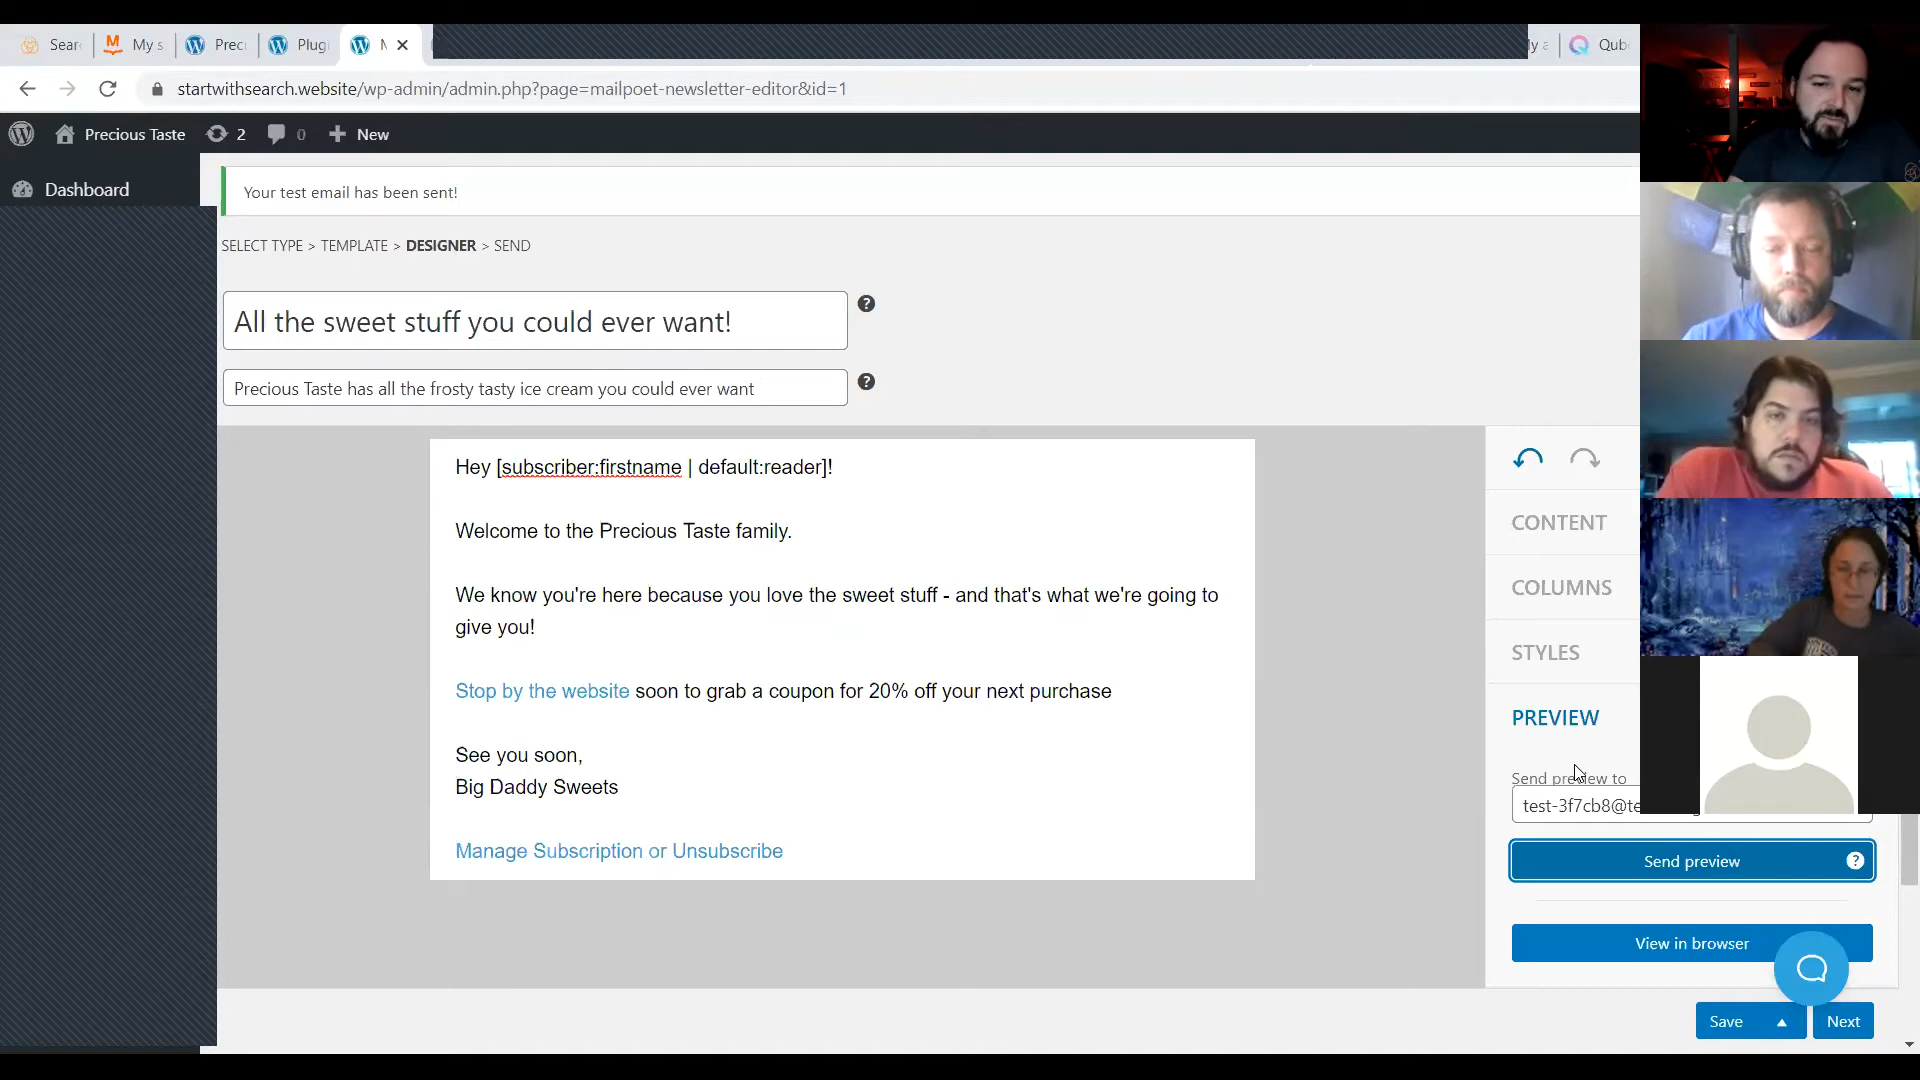 Sear
My s
Prec
Plugi
startwithsearch.website/wp-admin/admin.php?page=mailpoet-newsletter-editor&id=1
Precious Taste
2
0
New
Dashboard
Your test email has been sent!
SELECT TYPE > TEMPLATE > DESIGNER > SEND
All the sweet stuff you could ever want!
?
Precious Taste has all the frosty tasty ice cream you could ever want
?
Hey [subscriber:firstname | default:reader]!
Welcome to the Precious Taste family.
We know you're here because you love the sweet stuff - and that's what we're going to
give you!
Stop by the website soon to grab a coupon for 20% off your next purchase
See you soon,
Big Daddy Sweets
Manage Subscription or Unsubscribe
CONTENT
COLUMNS
STYLES
PREVIEW
Send preview to
test-3f7cb8@te
Send preview
?
View in browser
Save
Next